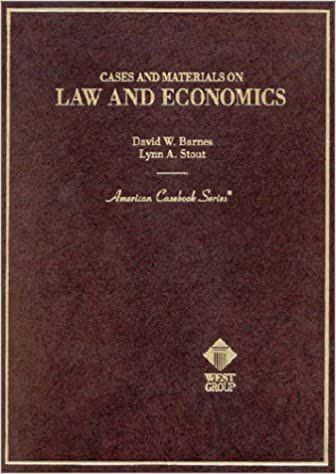 CASES AND MATERIALS ON
LAW AND ECONOMICS
David W. Barnes
Lynn A. Stout
American Casebook Series®
WEST
GROUP